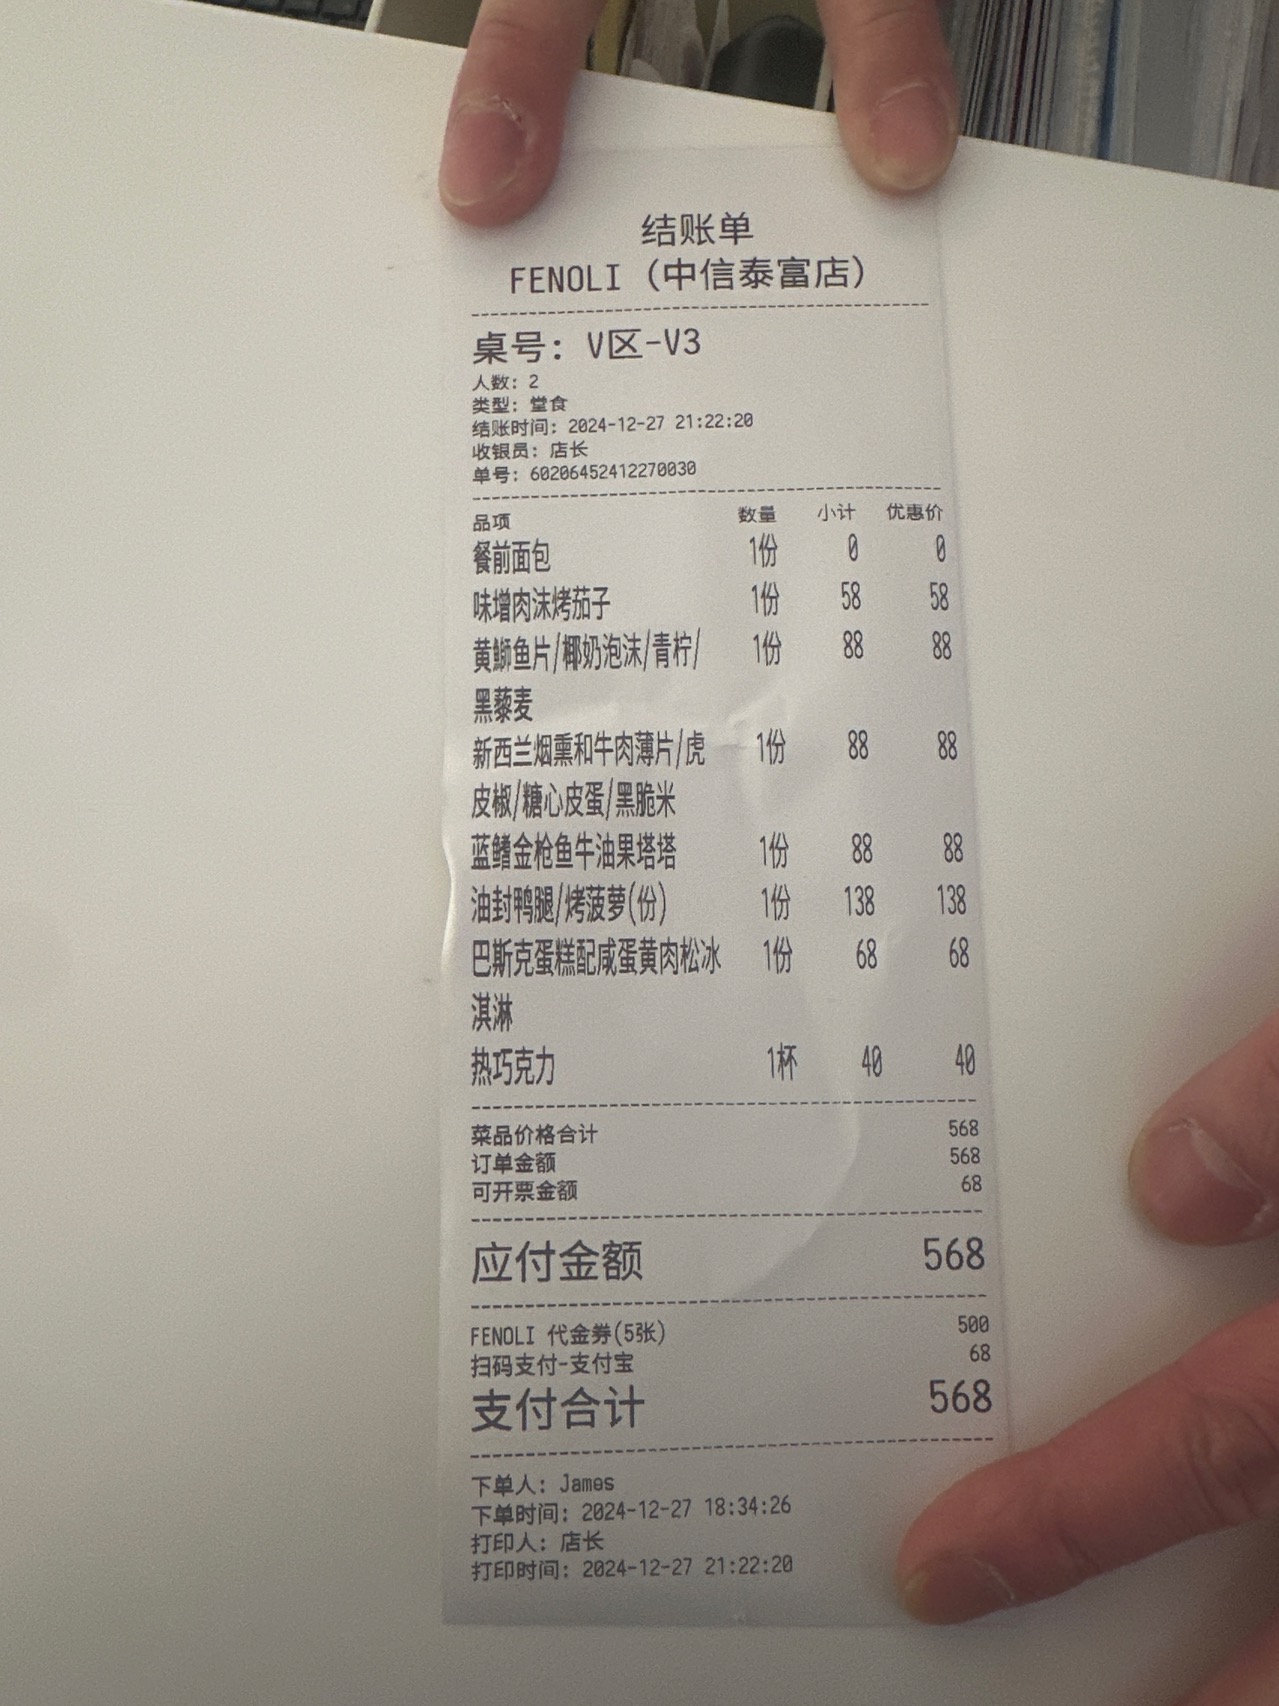 结账单
FENOLI（中信泰富店）
桌号：V区-V3
人数：2
类型：堂食
结账时间：2024-12-27 21:22:20
收银员：店长
单号：60206452412270030
品项 数量 小计 优惠价
餐前面包 1份 0 0
味增肉沫烤茄子 1份 58 58
黄鰤鱼片/椰奶泡沫/青柠/ 1份 88 88
黑藜麦
新西兰烟熏和牛肉薄片/虎 1份 88 88
皮椒/糖心皮蛋/黑脆米
蓝鳍金枪鱼牛油果塔塔 1份 88 88
油封鸭腿/烤菠萝(份) 1份 138 138
巴斯克蛋糕配咸蛋黄肉松冰 1份 68 68
淇淋
热巧克力 1杯 40 40
菜品价格合计 568
订单金额 568
可开票金额 68
应付金额 568
FENOLI 代金券(5张) 500
扫码支付-支付宝 68
支付合计 568
下单人：James
下单时间：2024-12-27 18:34:26
打印人：店长
打印时间：2024-12-27 21:22:20